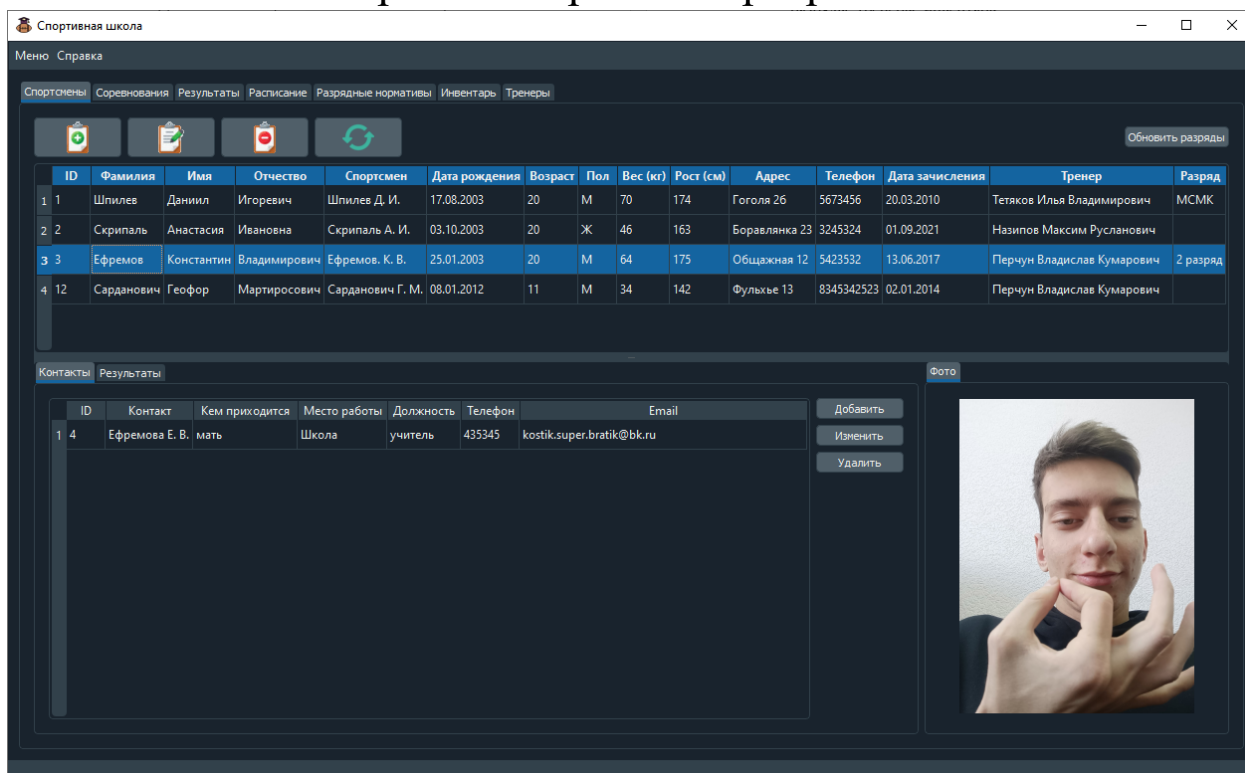 Спортивная школа
Меню Справка
Спортсмены Соревнования Результаты Расписание Разрядные нормативы Инвентарь Тренеры
Обновить разряды
ID Фамилия Имя Отчество Спортсмен Дата рождения Возраст Пол Вес (кг) Рост (см) Адрес Телефон Дата зачисления Тренер Разряд
1 1 Шпилев Даниил Игоревич Шпилев Д. И. 17.08.2003 20 М 70 174 Гоголя 26 5673456 20.03.2010 Тетяков Илья Владимирович МСМК
2 2 Скрипаль Анастасия Ивановна Скрипаль А. И. 03.10.2003 20 Ж 46 163 Боравлянка 23 3245324 01.09.2021 Назипов Максим Русланович
3 3 Ефремов Константин Владимирович Ефремов. К. В. 25.01.2003 20 М 64 175 Общажная 12 5423532 13.06.2017 Перчун Владислав Кумарович 2 разряд
4 12 Сарданович Геофор Мартиросович Сарданович Г. М. 08.01.2012 11 М 34 142 Фульхье 13 8345342523 02.01.2014 Перчун Владислав Кумарович
Контакты Результаты Фото
ID Контакт Кем приходится Место работы Должность Телефон Email Добавить
1 4 Ефремова Е. В. мать Школа учитель 435345 kostik.super.bratik@bk.ru Изменить
Удалить